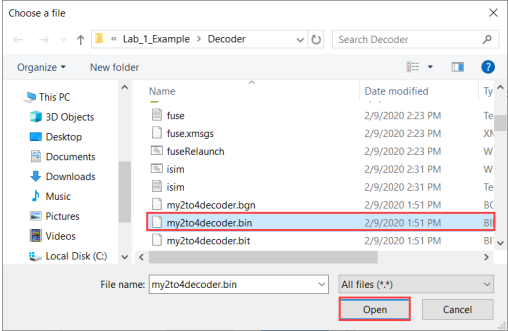 Choose a file
« Lab_1_Example > Decoder
Search Decoder
Organize
New folder
?
This PC
3D Objects
Desktop
Documents
Downloads
Music
Pictures
Videos
Local Disk (C:)
Name Date modified Ty
fuse 2/9/2020 2:23 PM Te
fuse.xmsgs 2/9/2020 2:23 PM XM
fuseRelaunch 2/9/2020 2:23 PM W
isim 2/9/2020 2:31 PM W
isim 2/9/2020 2:31 PM Te
my2to4decoder.bgn 2/9/2020 1:51 PM BG
my2to4decoder.bin 2/9/2020 1:51 PM BI
my2to4decoder.bit 2/9/2020 1:51 PM BI
File name: my2to4decoder.bin All files (*.*)
Open Cancel